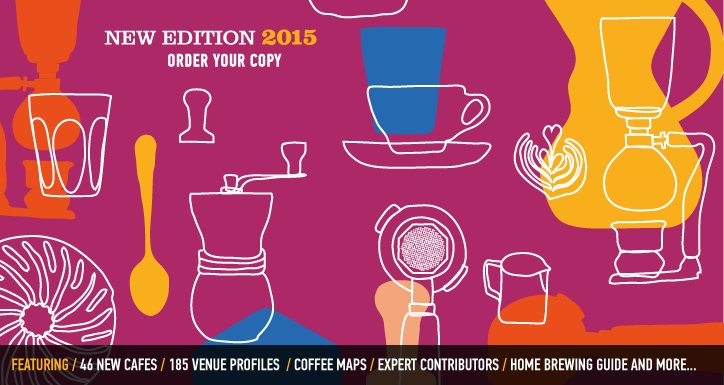 NEW EDITION 2015
ORDER YOUR COPY
FEATURING / 46 NEW CAFES / 185 VENUE PROFILES / COFFEE MAPS / EXPERT CONTRIBUTORS / HOME BREWING GUIDE AND MORE...